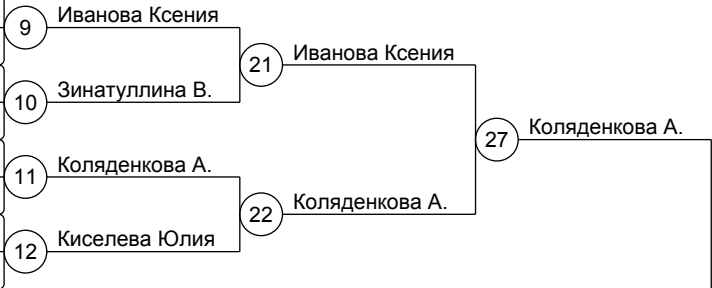 9 Иванова Ксения
21 Иванова Ксения
10 Зинатуллина В.
27 Коляденкова А.
11 Коляденкова А.
22 Коляденкова А.
12 Киселева Юлия